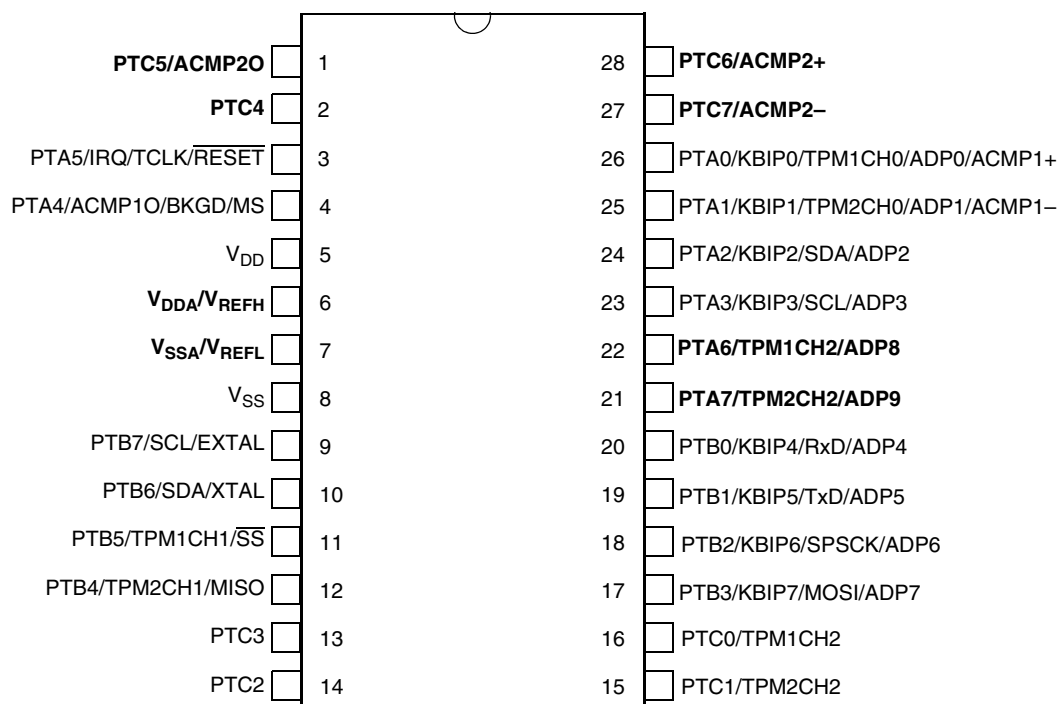 PTC5/ACMP2O 1 28 PTC6/ACMP2+
PTC4 2 27 PTC7/ACMP2–
PTA5/IRQ/TCLK/RESET 3 26 PTA0/KBIP0/TPM1CH0/ADP0/ACMP1+
PTA4/ACMP1O/BKGD/MS 4 25 PTA1/KBIP1/TPM2CH0/ADP1/ACMP1–
VDD 5 24 PTA2/KBIP2/SDA/ADP2
VDDA/VREFH 6 23 PTA3/KBIP3/SCL/ADP3
VSSA/VREFL 7 22 PTA6/TPM1CH2/ADP8
VSS 8 21 PTA7/TPM2CH2/ADP9
PTB7/SCL/EXTAL 9 20 PTB0/KBIP4/RxD/ADP4
PTB6/SDA/XTAL 10 19 PTB1/KBIP5/TxD/ADP5
PTB5/TPM1CH1/SS 11 18 PTB2/KBIP6/SPSCK/ADP6
PTB4/TPM2CH1/MISO 12 17 PTB3/KBIP7/MOSI/ADP7
PTC3 13 16 PTC0/TPM1CH2
PTC2 14 15 PTC1/TPM2CH2